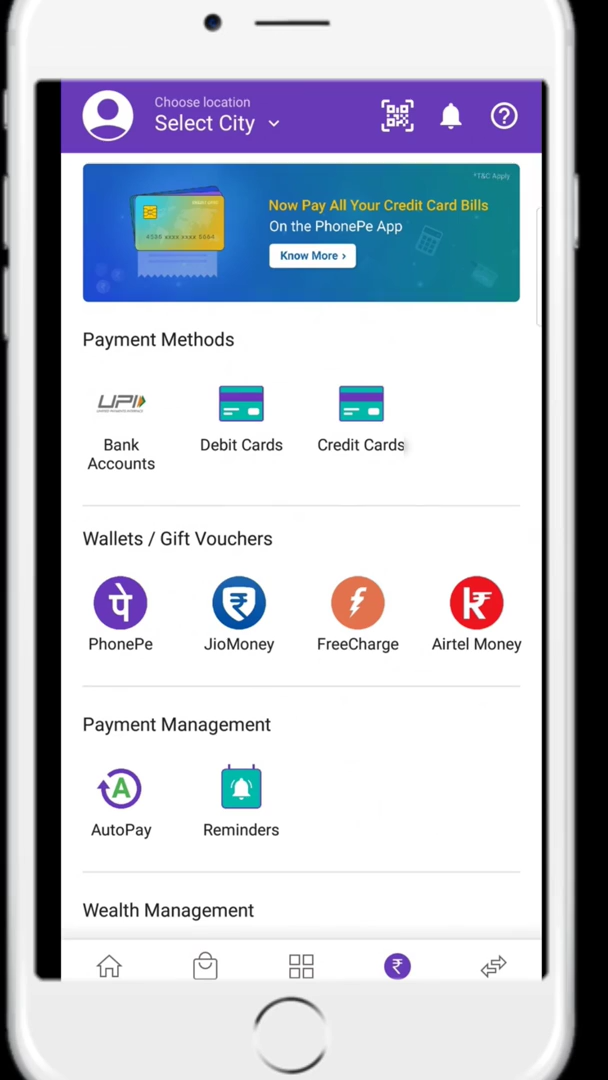 Choose location
Select City
*T&C Apply
Now Pay All Your Credit Card Bills
On the PhonePe App
Know More ›
Payment Methods
UPI
Bank Accounts
Debit Cards
Credit Cards
Wallets / Gift Vouchers
पे
PhonePe
JioMoney
FreeCharge
Airtel Money
Payment Management
A
AutoPay
Reminders
Wealth Management